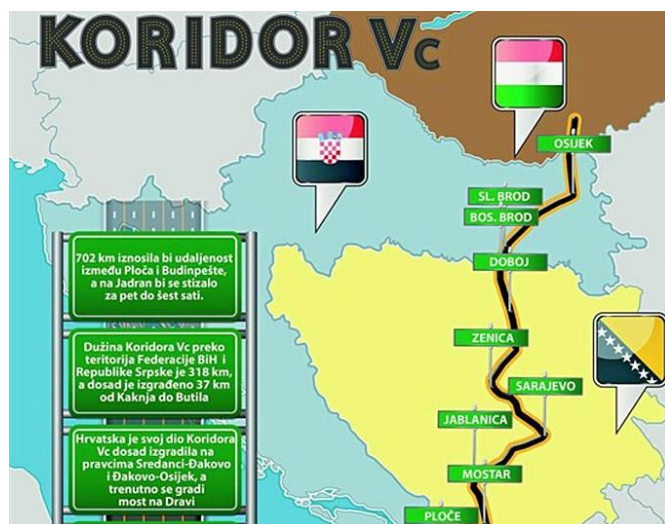 KORIDOR Vc
OSIJEK
SL. BROD
BOS. BROD
DOBOJ
702 km iznosila bi udaljenost
između Ploča i Budinpešte,
a na Jadran bi se stizalo
za pet do šest sati.
ZENICA
Dužina Koridora Vc preko
teritorija Federacije BiH i
Republike Srpske je 318 km,
a dosad je izgrađeno 37 km
od Kaknja do Butila
SARAJEVO
JABLANICA
Hrvatska je svoj dio Koridora
Vc dosad izgradila na
pravcima Sredanci-Đakovo
i Đakovo-Osijek, a
trenutno se gradi
most na Dravi
MOSTAR
PLOČE